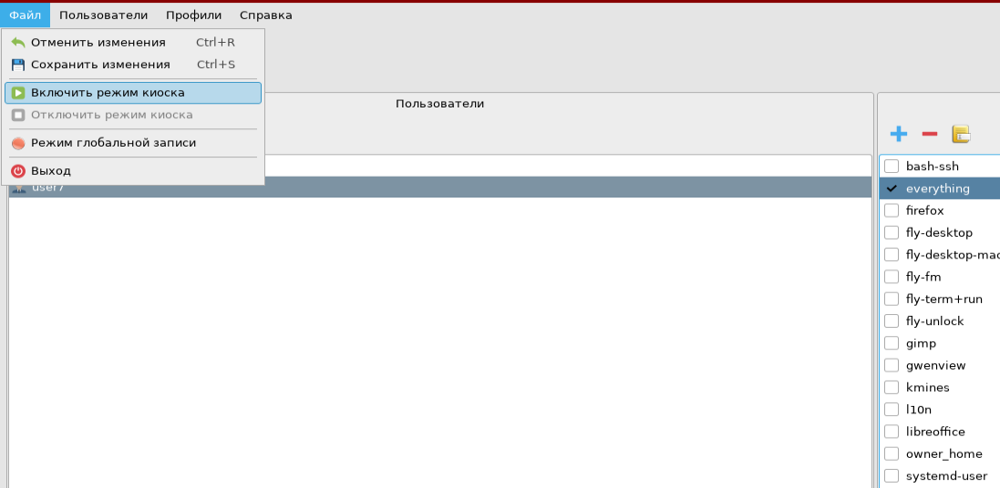 Файл Пользователи Профили Справка
Отменить изменения Ctrl+R
Сохранить изменения Ctrl+S
Включить режим киоска
Отключить режим киоска
Режим глобальной записи
Выход
Пользователи
user7
bash-ssh
everything
firefox
fly-desktop
fly-desktop-mac
fly-fm
fly-term+run
fly-unlock
gimp
gwenview
kmines
l10n
libreoffice
owner_home
systemd-user